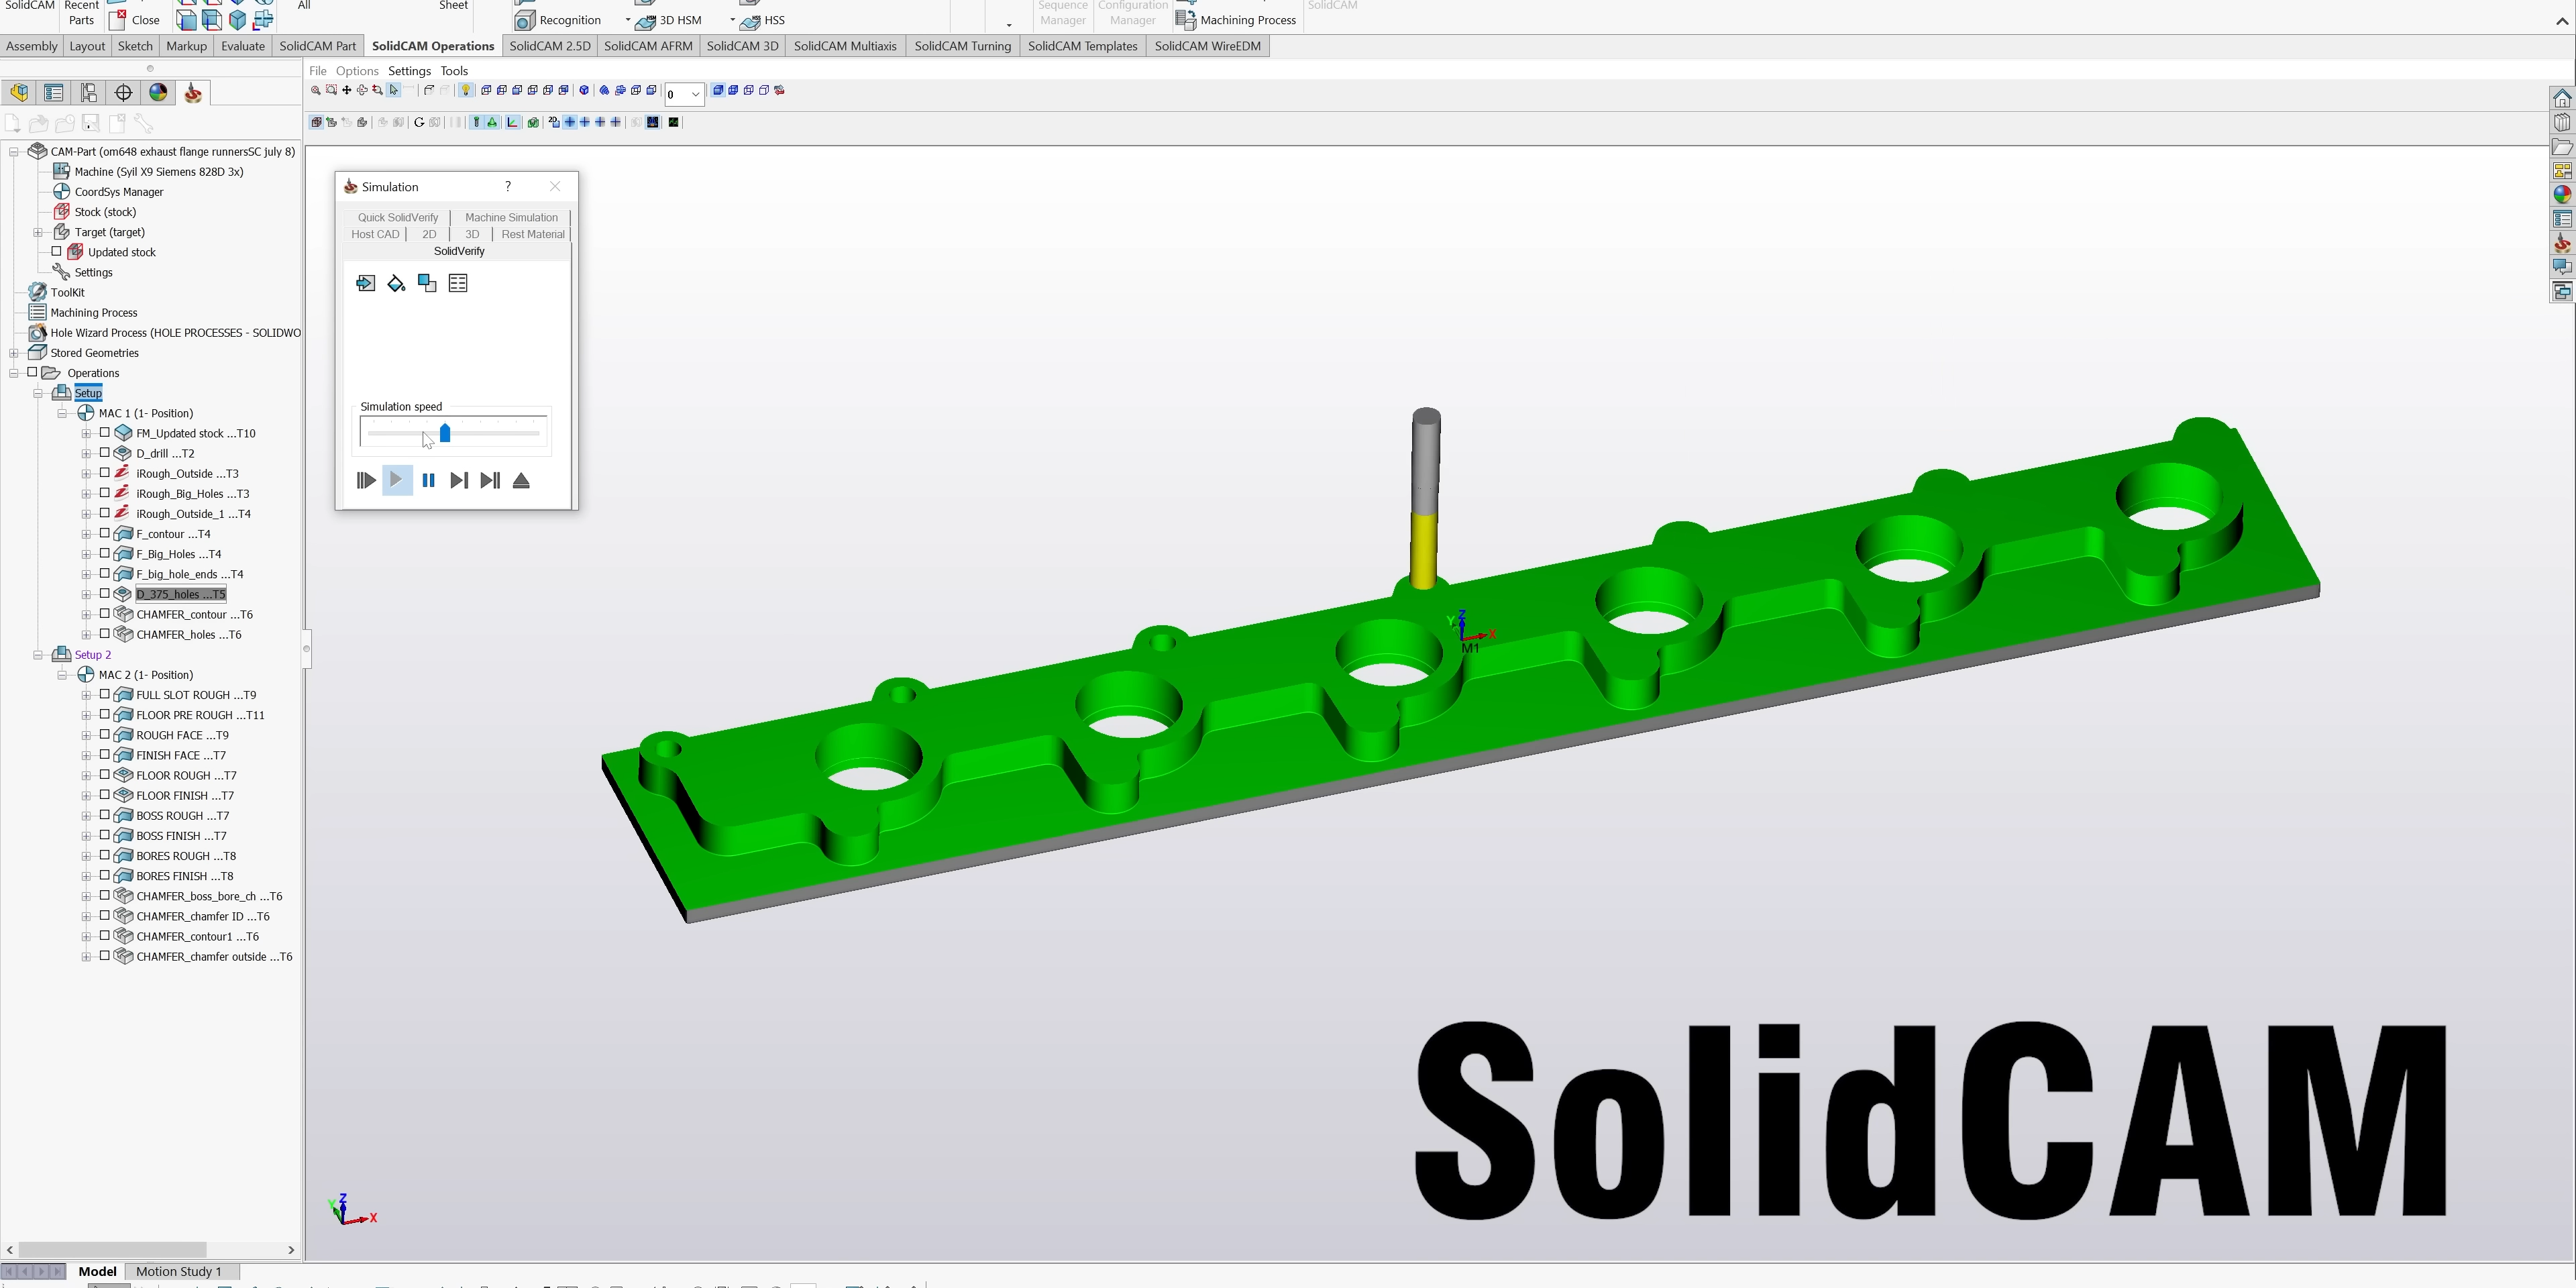 SolidCAM
Recent
Parts
Close
All
Sheet
Recognition
3D HSM
HSS
Sequence
Manager
Configuration
Manager
Machining Process
SolidCAM
Assembly
Layout
Sketch
Markup
Evaluate
SolidCAM Part
SolidCAM Operations
SolidCAM 2.5D
SolidCAM AFRM
SolidCAM 3D
SolidCAM Multiaxis
SolidCAM Turning
SolidCAM Templates
SolidCAM WireEDM
File
Options
Settings
Tools
0
2D
CAM-Part (om648 exhaust flange runnersSC july 8)
Machine (Syil X9 Siemens 828D 3x)
CoordSys Manager
Stock (stock)
Target (target)
Updated stock
Settings
ToolKit
Machining Process
Hole Wizard Process (HOLE PROCESSES - SOLIDWO
Stored Geometries
Operations
Setup
MAC 1 (1- Position)
FM_Updated stock ...T10
D_drill ...T2
iRough_Outside ...T3
iRough_Big_Holes ...T3
iRough_Outside_1 ...T4
F_contour ...T4
F_Big_Holes ...T4
F_big_hole_ends ...T4
D_375_holes ...T5
CHAMFER_contour ...T6
CHAMFER_holes ...T6
Setup 2
MAC 2 (1- Position)
FULL SLOT ROUGH ...T9
FLOOR PRE ROUGH ...T11
ROUGH FACE ...T9
FINISH FACE ...T7
FLOOR ROUGH ...T7
FLOOR FINISH ...T7
BOSS ROUGH ...T7
BOSS FINISH ...T7
BORES ROUGH ...T8
BORES FINISH ...T8
CHAMFER_boss_bore_ch ...T6
CHAMFER_chamfer ID ...T6
CHAMFER_contour1 ...T6
CHAMFER_chamfer outside ...T6
Simulation
?
Quick SolidVerify
Machine Simulation
Host CAD
2D
3D
Rest Material
SolidVerify
Simulation speed
Z
Y
X
M1
SolidCAM
Z
Y
X
Model
Motion Study 1